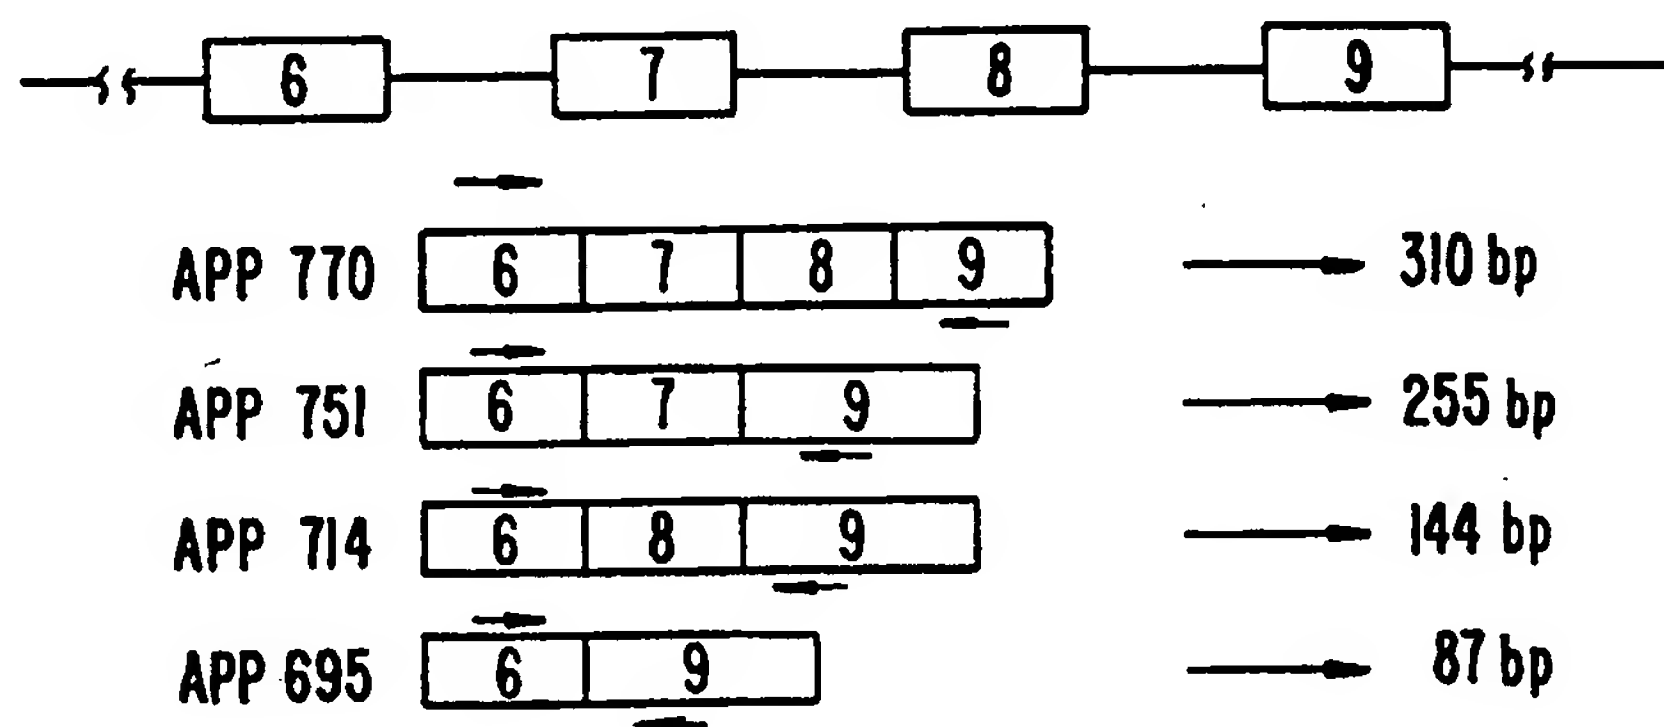 6 7 8 9
APP 770 6 7 8 9 310 bp
APP 751 6 7 9 255 bp
APP 714 6 8 9 144 bp
APP 695 6 9 87 bp